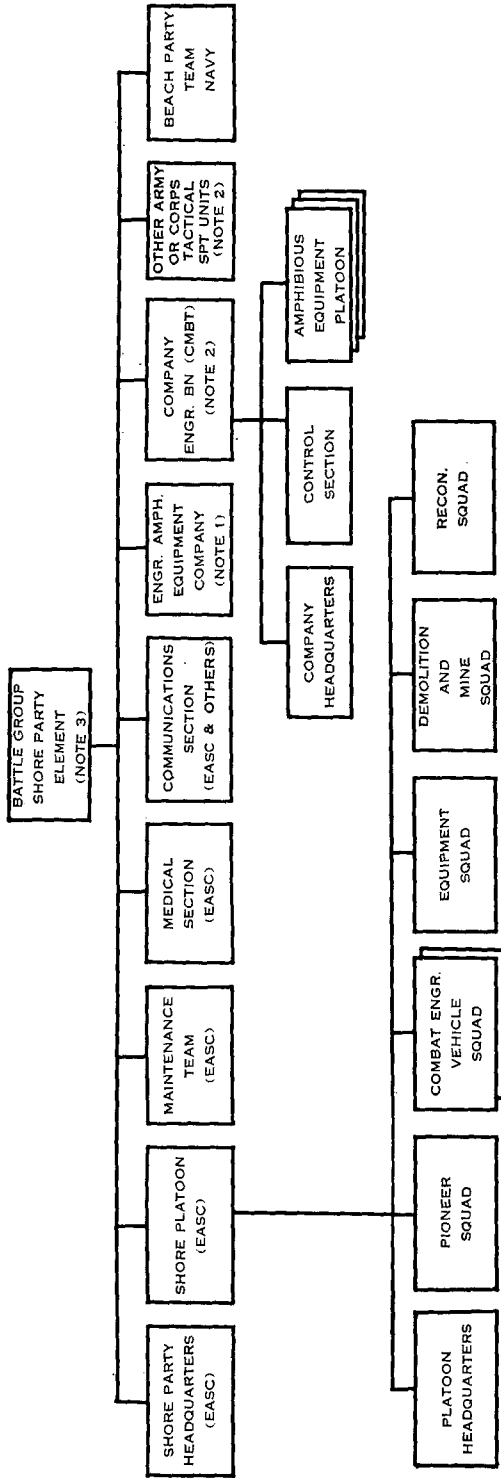 BATTLE GROUP
SHORE PARTY
ELEMENT
(NOTE 3)
SHORE PARTY
HEADQUARTERS
(EASC)
SHORE PLATOON
(EASC)
MAINTENANCE
TEAM
(EASC)
MEDICAL
SECTION
(EASC)
COMMUNICATIONS
SECTION
(EASC & OTHERS)
ENGR. AMPH.
EQUIPMENT
COMPANY
(NOTE 1)
COMPANY
ENGR. BN (CMBT)
(NOTE 2)
OTHER ARMY
OR CORPS
TACTICAL
SPT UNITS
(NOTE 2)
BEACH PARTY
TEAM
NAVY
COMPANY
HEADQUARTERS
CONTROL
SECTION
AMPHIBIOUS
EQUIPMENT
PLATOON
PLATOON
HEADQUARTERS
PIONEER
SQUAD
COMBAT ENGR.
VEHICLE
SQUAD
EQUIPMENT
SQUAD
DEMOLITION
AND
MINE
SQUAD
RECON.
SQUAD